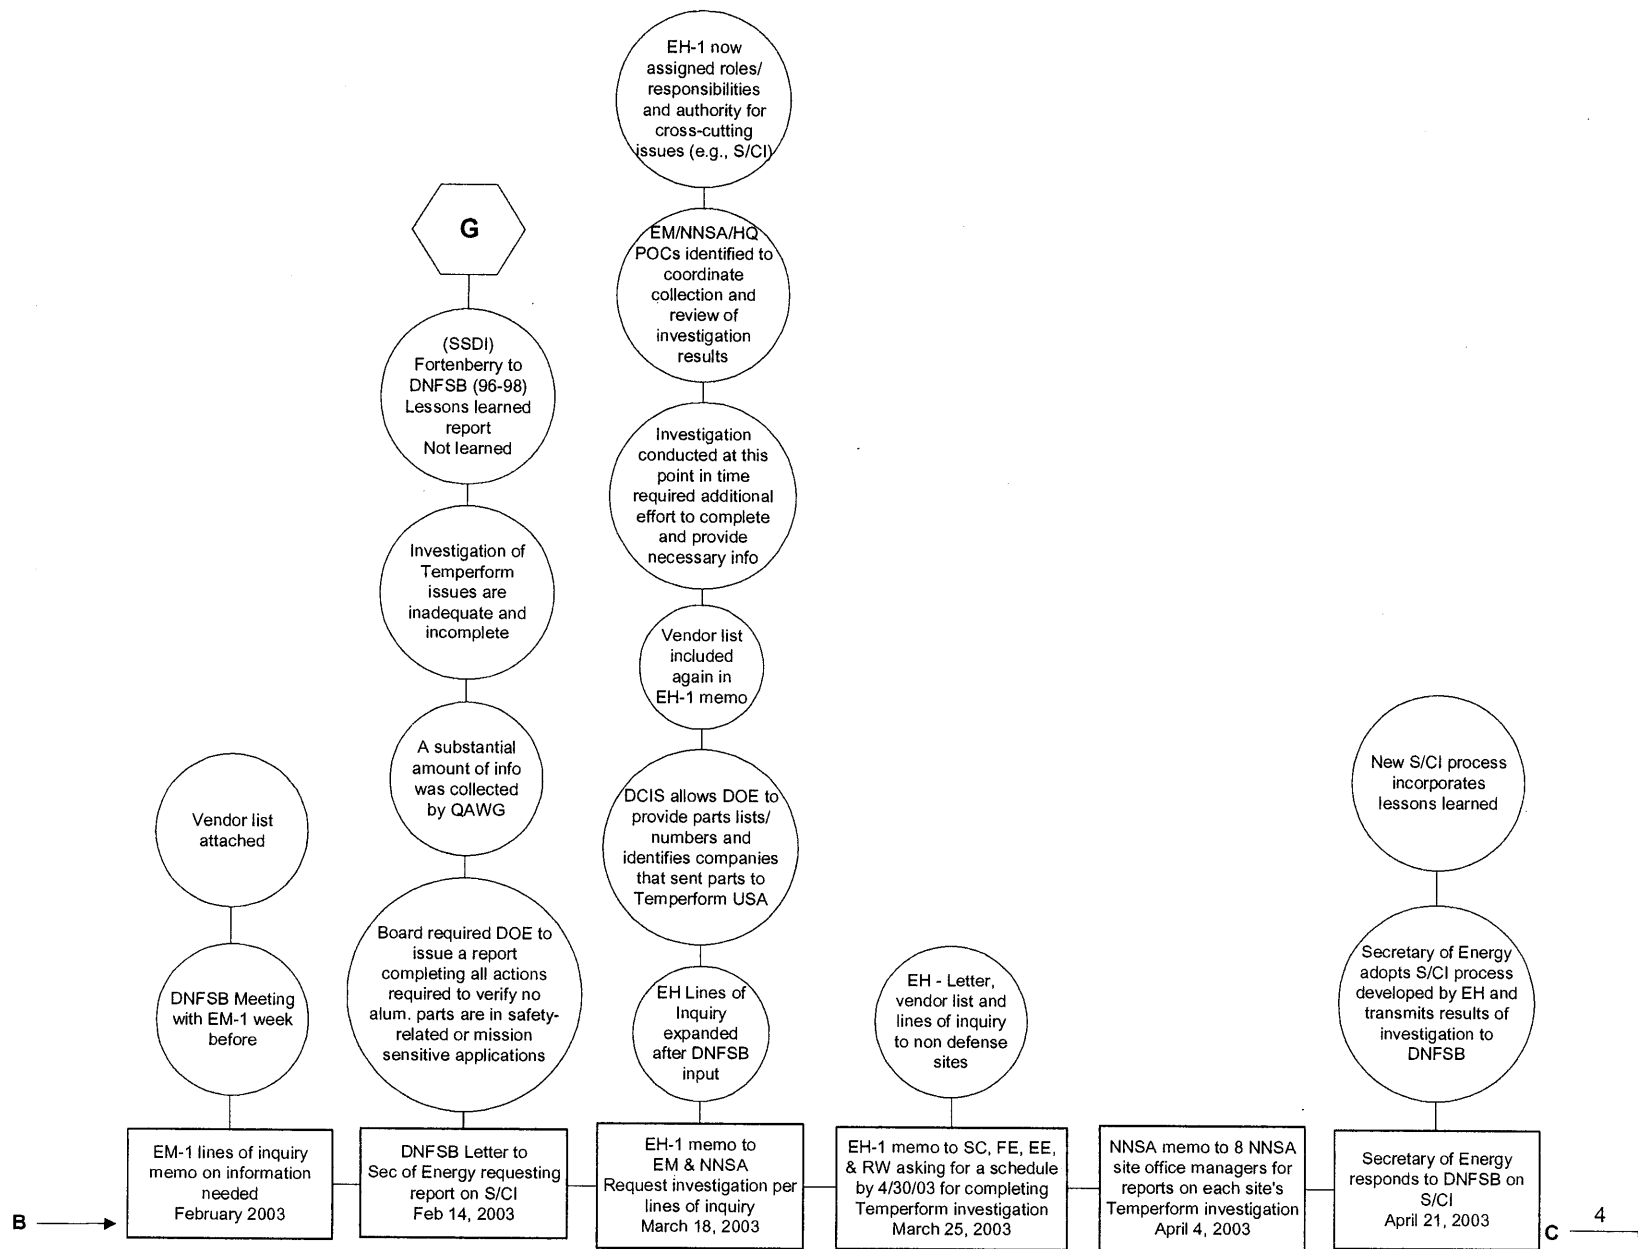 EH-1 now
assigned roles/
responsibilities
and authority for
cross-cutting
issues (e.g., S/CI)
G
EM/NNSA/HQ
POCs identified to
coordinate
collection and
review of
investigation
results
(SSDI)
Fortenberry to
DNFSB (96-98)
Lessons learned
report
Not learned
Investigation
conducted at this
point in time
required additional
effort to complete
and provide
necessary info
Investigation of
Temperform
issues are
inadequate and
incomplete
Vendor list
included
again in
EH-1 memo
A substantial
amount of info
was collected
by QAWG
DCIS allows DOE to
provide parts lists/
numbers and
identifies companies
that sent parts to
Temperform USA
New S/CI process
incorporates
lessons learned
Vendor list
attached
Board required DOE to
issue a report
completing all actions
required to verify no
alum. parts are in safety-
related or mission
sensitive applications
DNFSB Meeting
with EM-1 week
before
EH Lines of
Inquiry
expanded
after DNFSB
input
EH - Letter,
vendor list and
lines of inquiry
to non defense
sites
Secretary of Energy
adopts S/CI process
developed by EH and
transmits results of
investigation to
DNFSB
EM-1 lines of inquiry
memo on information
needed
February 2003
DNFSB Letter to
Sec of Energy requesting
report on S/CI
Feb 14, 2003
EH-1 memo to
EM & NNSA
Request investigation per
lines of inquiry
March 18, 2003
EH-1 memo to SC, FE, EE,
& RW asking for a schedule
by 4/30/03 for completing
Temperform investigation
March 25, 2003
NNSA memo to 8 NNSA
site office managers for
reports on each site's
Temperform investigation
April 4, 2003
Secretary of Energy
responds to DNFSB on
S/CI
April 21, 2003
B
C
4